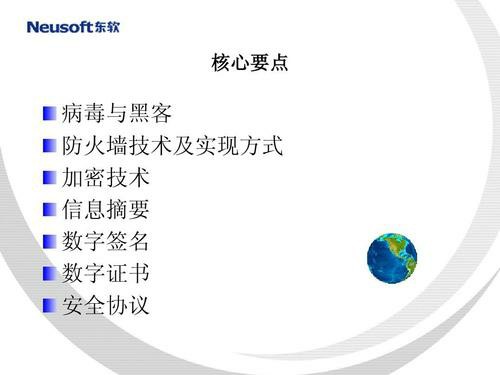 Neusoft东软
核心要点
病毒与黑客
防火墙技术及实现方式
加密技术
信息摘要
数字签名
数字证书
安全协议